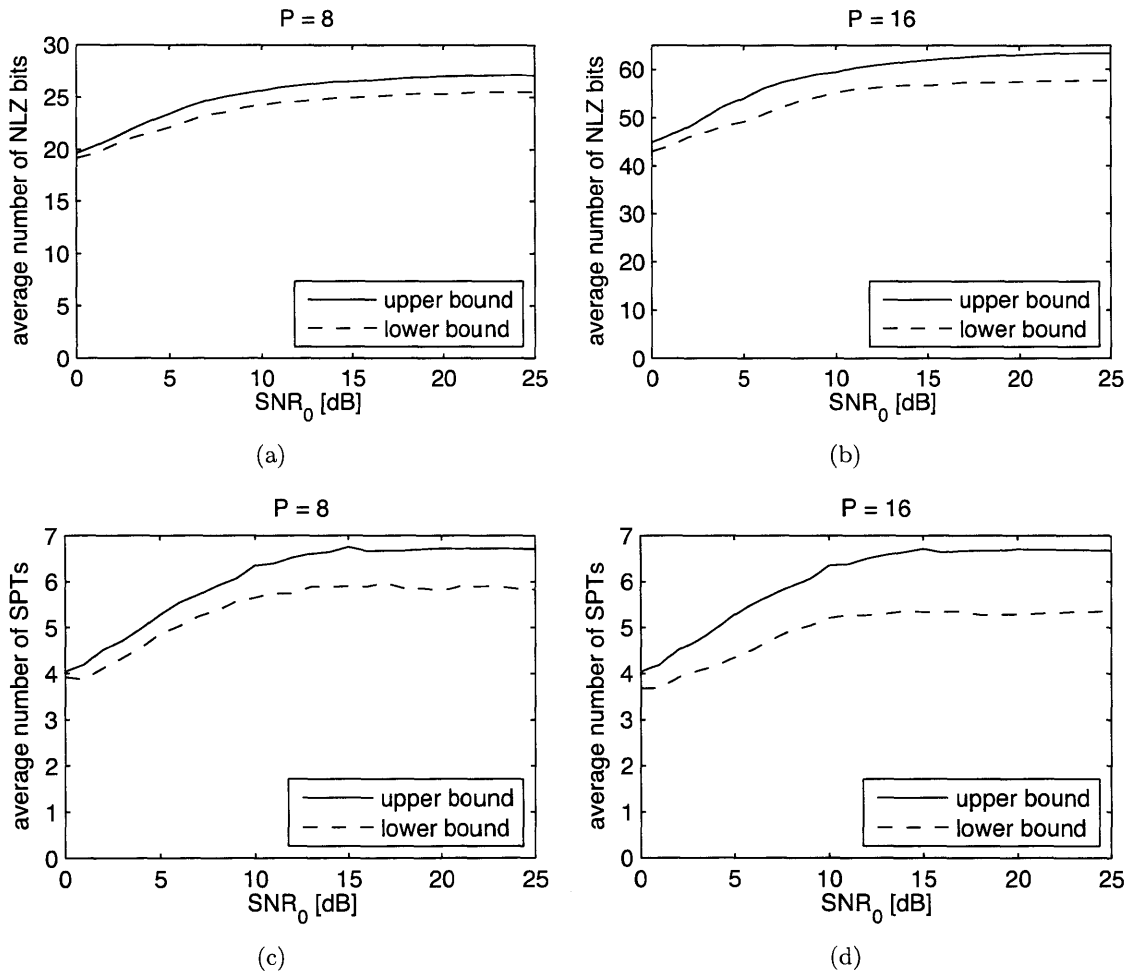 P = 8
average number of NLZ bits
30
25
20
15
10
5
0
upper bound
lower bound
0 5 10 15 20 25
SNR0 [dB]
(a)
P = 16
average number of NLZ bits
60
50
40
30
20
10
0
upper bound
lower bound
0 5 10 15 20 25
SNR0 [dB]
(b)
P = 8
average number of SPTs
7
6
5
4
3
2
1
0
upper bound
lower bound
0 5 10 15 20 25
SNR0 [dB]
(c)
P = 16
average number of SPTs
7
6
5
4
3
2
1
0
upper bound
lower bound
0 5 10 15 20 25
SNR0 [dB]
(d)